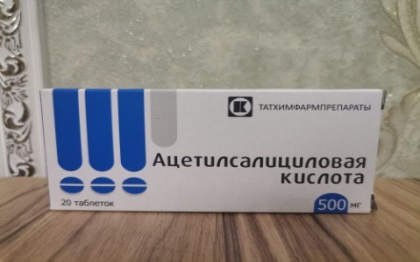 ТАТХИМФАРМПРЕПАРАТЫ
Ацетилсалициловая
кислота
20 таблеток
500 мг